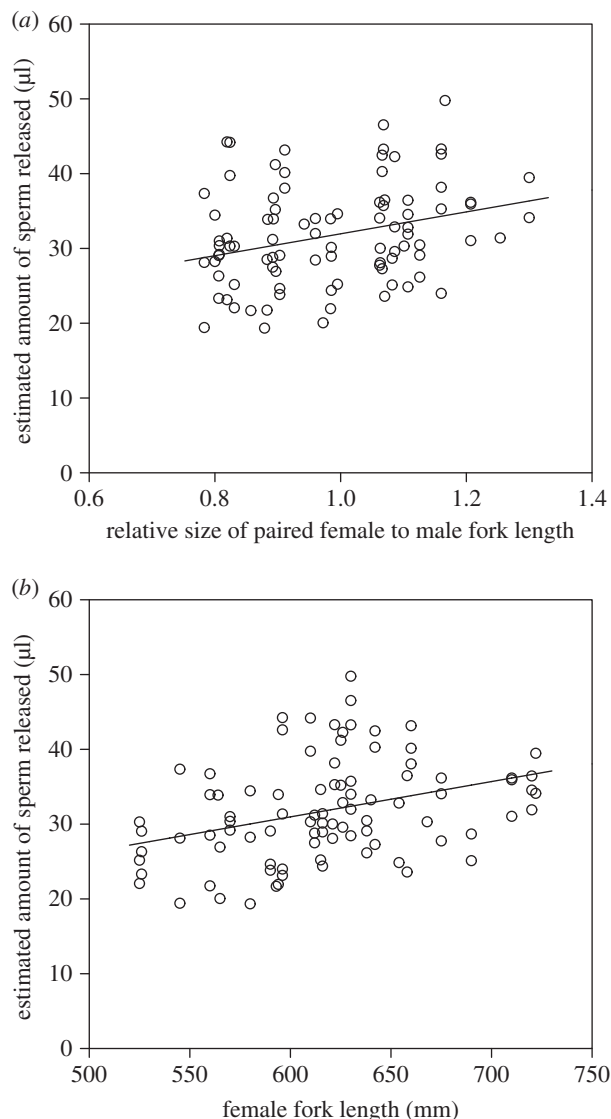 (a)
60
50
40
30
20
10
0
estimated amount of sperm released (µl)
0.6 0.8 1.0 1.2 1.4
relative size of paired female to male fork length
(b)
60
50
40
30
20
10
0
estimated amount of sperm released (µl)
500 550 600 650 700 750
female fork length (mm)